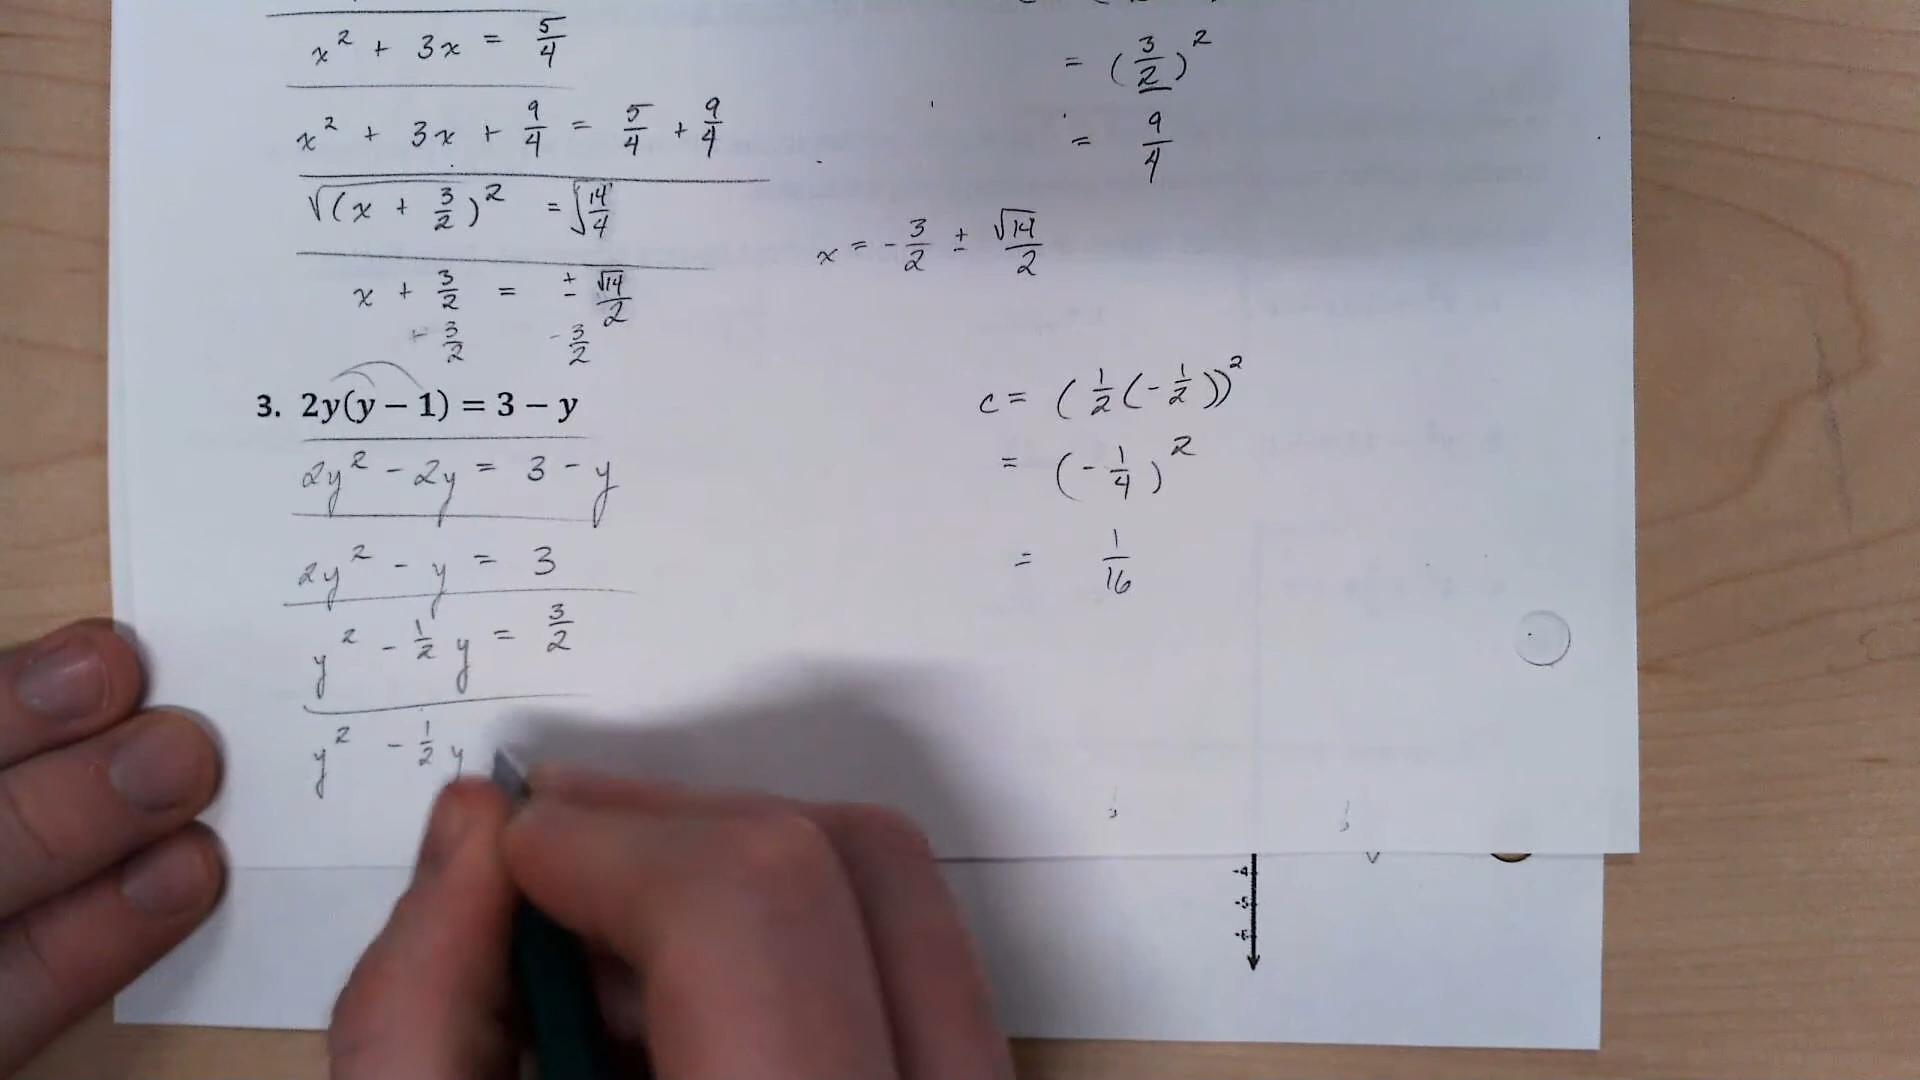 x² + 3x = 5/4
x² + 3x + 9/4 = 5/4 + 9/4
√(x + 3/2)² = √14/4
x + 3/2 = ± √14/2
- 3/2 - 3/2
= (3/2)²
= 9/4
x = - 3/2 ± √14/2
3. 2y(y − 1) = 3 − y
2y² - 2y = 3 - y
2y² - y = 3
y² - 1/2 y = 3/2
y² - 1/2 y
c = (1/2(- 1/2))²
= (- 1/4)²
= 1/16
-4
-5